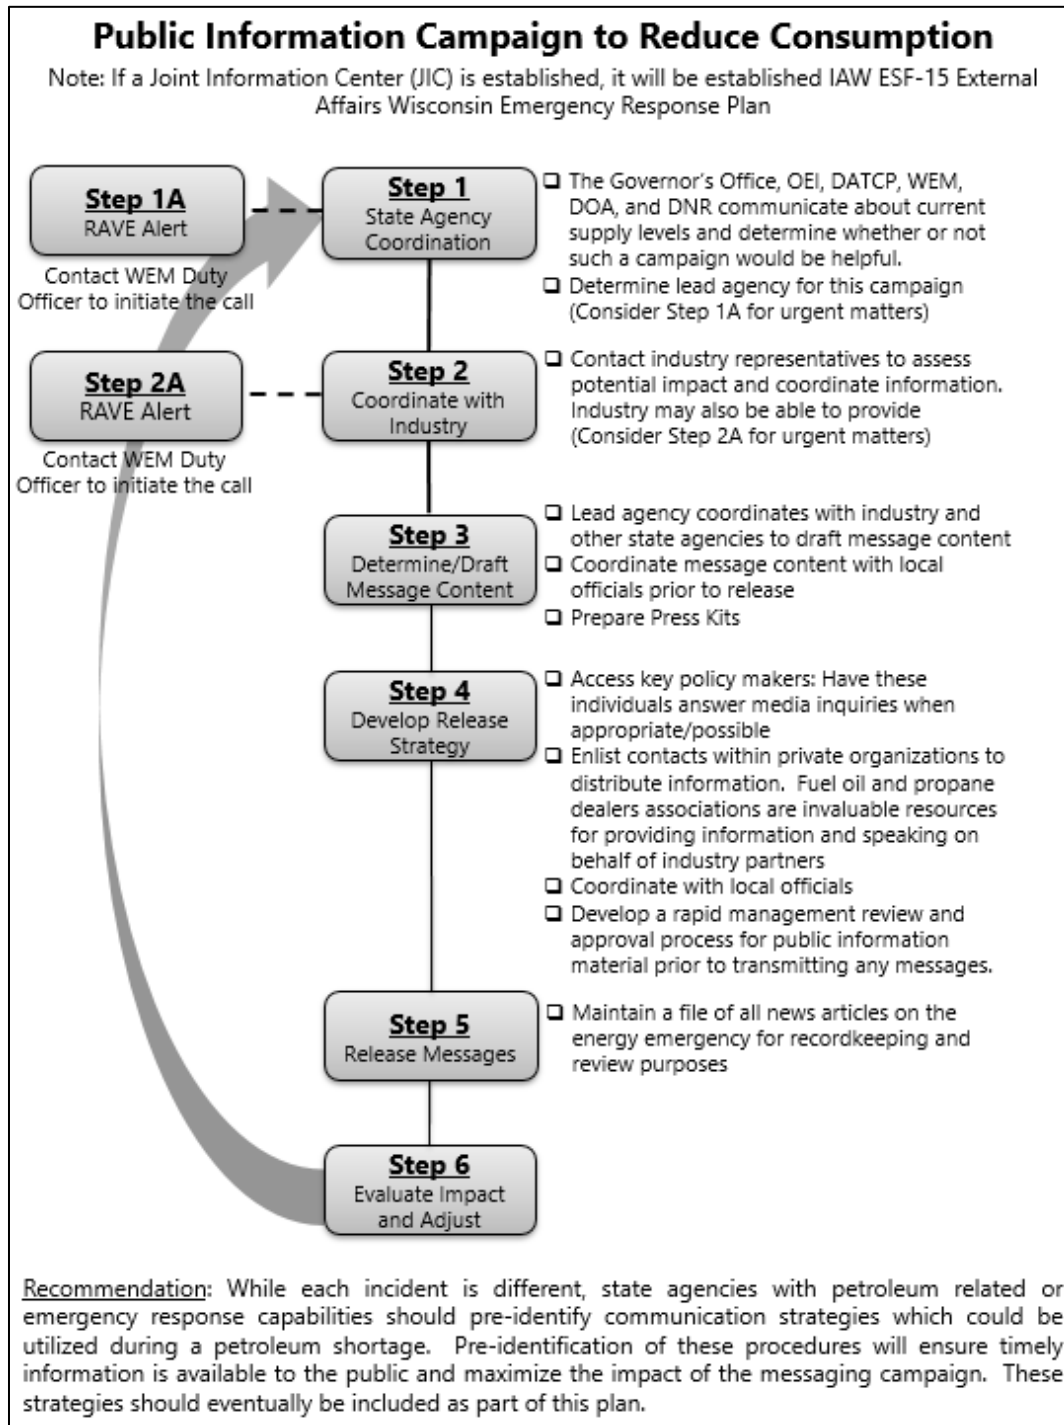 Public Information Campaign to Reduce Consumption
Note: If a Joint Information Center (JIC) is established, it will be established IAW ESF-15 External
Affairs Wisconsin Emergency Response Plan
Step 1A
RAVE Alert
Contact WEM Duty
Officer to initiate the call
Step 1
State Agency
Coordination
❑ The Governor's Office, OEI, DATCP, WEM,
DOA, and DNR communicate about current
supply levels and determine whether or not
such a campaign would be helpful.
❑ Determine lead agency for this campaign
(Consider Step 1A for urgent matters)
Step 2A
RAVE Alert
Contact WEM Duty
Officer to initiate the call
Step 2
Coordinate with
Industry
❑ Contact industry representatives to assess
potential impact and coordinate information.
Industry may also be able to provide
(Consider Step 2A for urgent matters)
Step 3
Determine/Draft
Message Content
❑ Lead agency coordinates with industry and
other state agencies to draft message content
❑ Coordinate message content with local
officials prior to release
❑ Prepare Press Kits
Step 4
Develop Release
Strategy
❑ Access key policy makers: Have these
individuals answer media inquiries when
appropriate/possible
❑ Enlist contacts within private organizations to
distribute information.  Fuel oil and propane
dealers associations are invaluable resources
for providing information and speaking on
behalf of industry partners
❑ Coordinate with local officials
❑ Develop a rapid management review and
approval process for public information
material prior to transmitting any messages.
Step 5
Release Messages
❑ Maintain a file of all news articles on the
energy emergency for recordkeeping and
review purposes
Step 6
Evaluate Impact
and Adjust
Recommendation: While each incident is different, state agencies with petroleum related or
emergency response capabilities should pre-identify communication strategies which could be
utilized during a petroleum shortage.  Pre-identification of these procedures will ensure timely
information is available to the public and maximize the impact of the messaging campaign.  These
strategies should eventually be included as part of this plan.